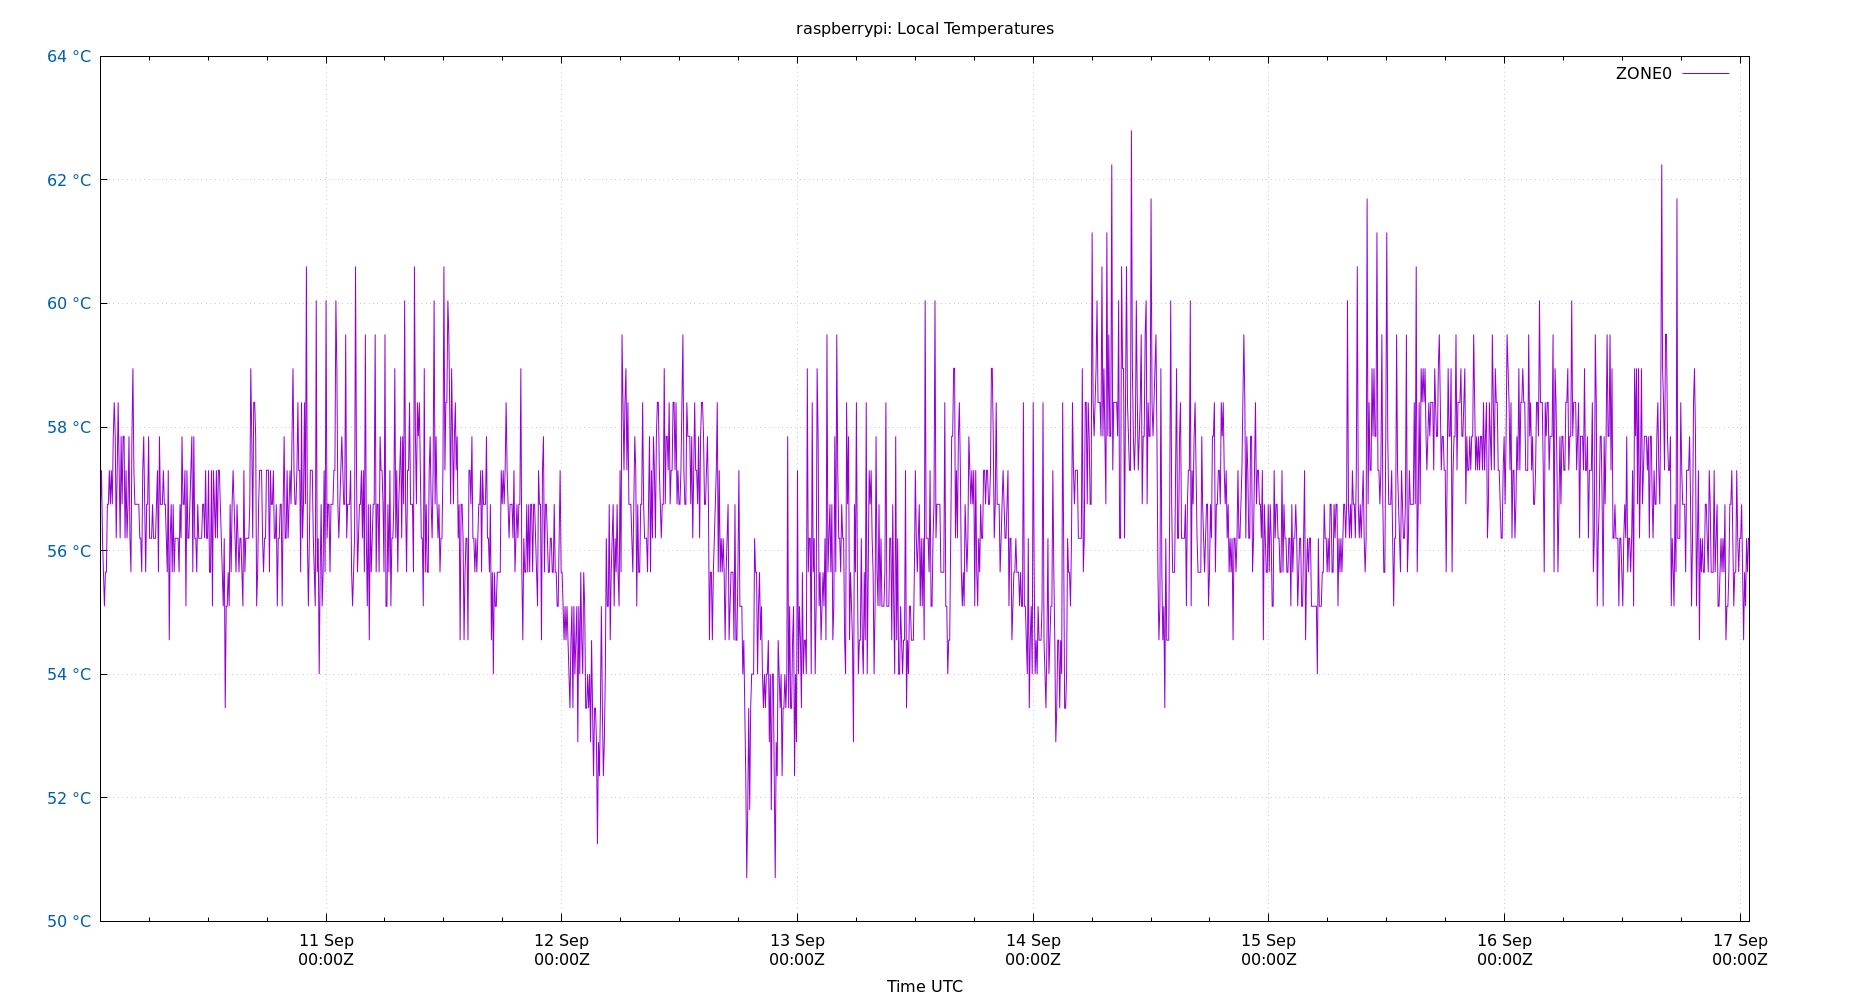 raspberrypi: Local Temperatures
64 °C
ZONE0
62 °C
60 °C
58 °C
56 °C
54 °C
52 °C
50 °C
11 Sep 12 Sep 13 Sep 14 Sep 15 Sep 16 Sep 17 Sep
00:00Z 00:00Z 00:00Z 00:00Z 00:00Z 00:00Z 00:00Z
Time UTC